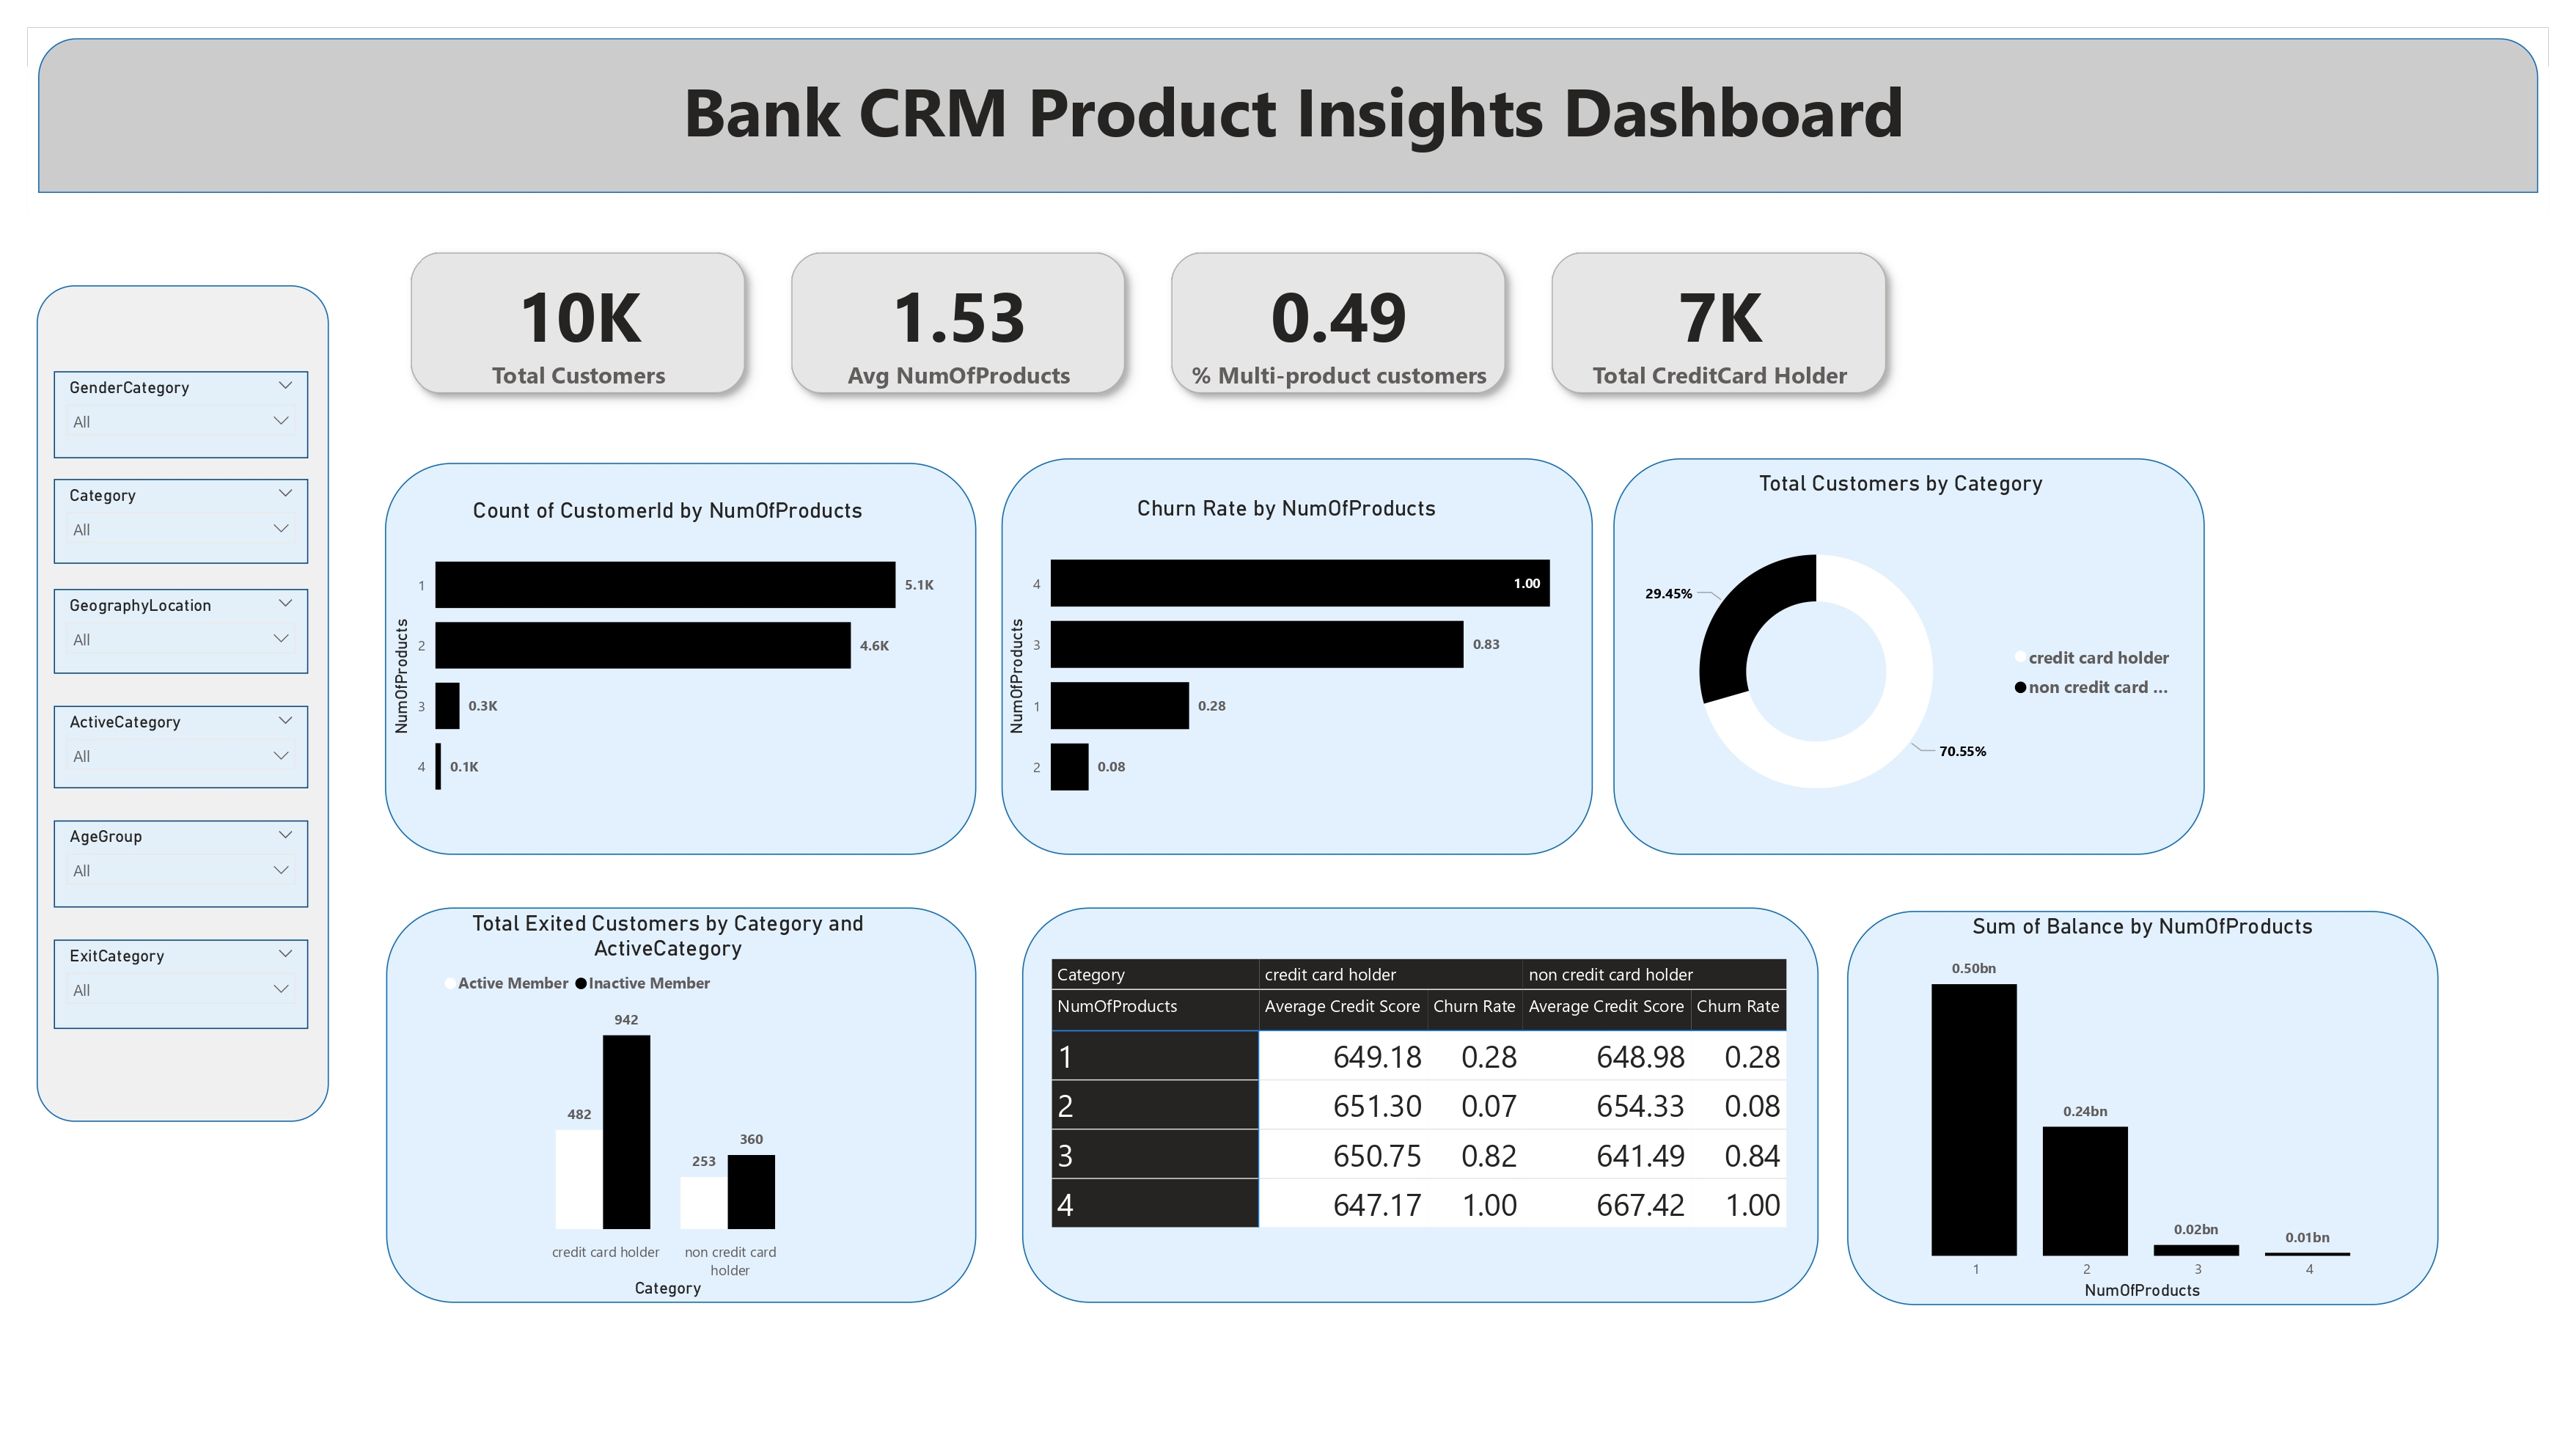 Bank CRM Product Insights Dashboard
10K
Total Customers
1.53
Avg NumOfProducts
0.49
% Multi-product customers
7K
Total CreditCard Holder
GenderCategory
All
Category
All
GeographyLocation
All
ActiveCategory
All
AgeGroup
All
ExitCategory
All
Count of CustomerId by NumOfProducts
NumOfProducts
1 5.1K
2 4.6K
3 0.3K
4 0.1K
Churn Rate by NumOfProducts
NumOfProducts
4 1.00
3 0.83
1 0.28
2 0.08
Total Customers by Category
29.45%
70.55%
credit card holder
non credit card ...
Total Exited Customers by Category and
ActiveCategory
Active Member Inactive Member
942
482
360
253
credit card holder
non credit card
holder
Category
Category credit card holder non credit card holder
NumOfProducts Average Credit Score Churn Rate Average Credit Score Churn Rate
1 649.18 0.28 648.98 0.28
2 651.30 0.07 654.33 0.08
3 650.75 0.82 641.49 0.84
4 647.17 1.00 667.42 1.00
Sum of Balance by NumOfProducts
0.50bn
0.24bn
0.02bn
0.01bn
1 2 3 4
NumOfProducts